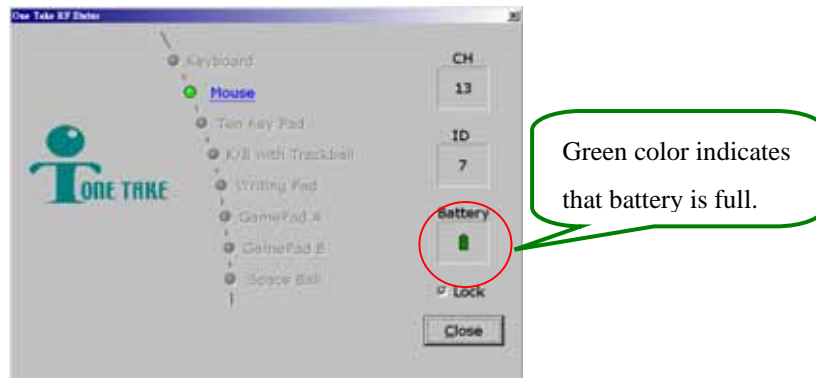 One Take RF Status
Keyboard
Mouse
Ten Key Pad
K/B with Trackball
Writing Pad
GamePad A
GamePad B
Space Ball
ONE TAKE
CH
13
ID
7
Battery
Lock
Close
Green color indicates
that battery is full.